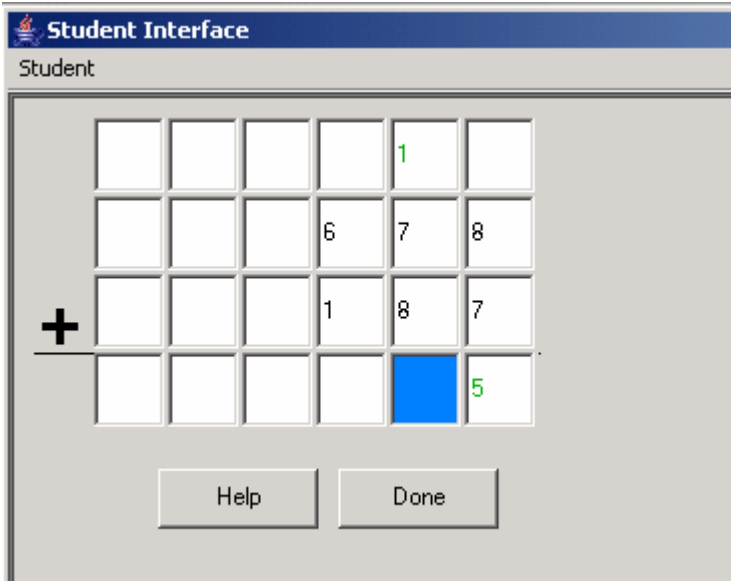 Student Interface
Student
1
6 7 8
+ 1 8 7
5
Help Done